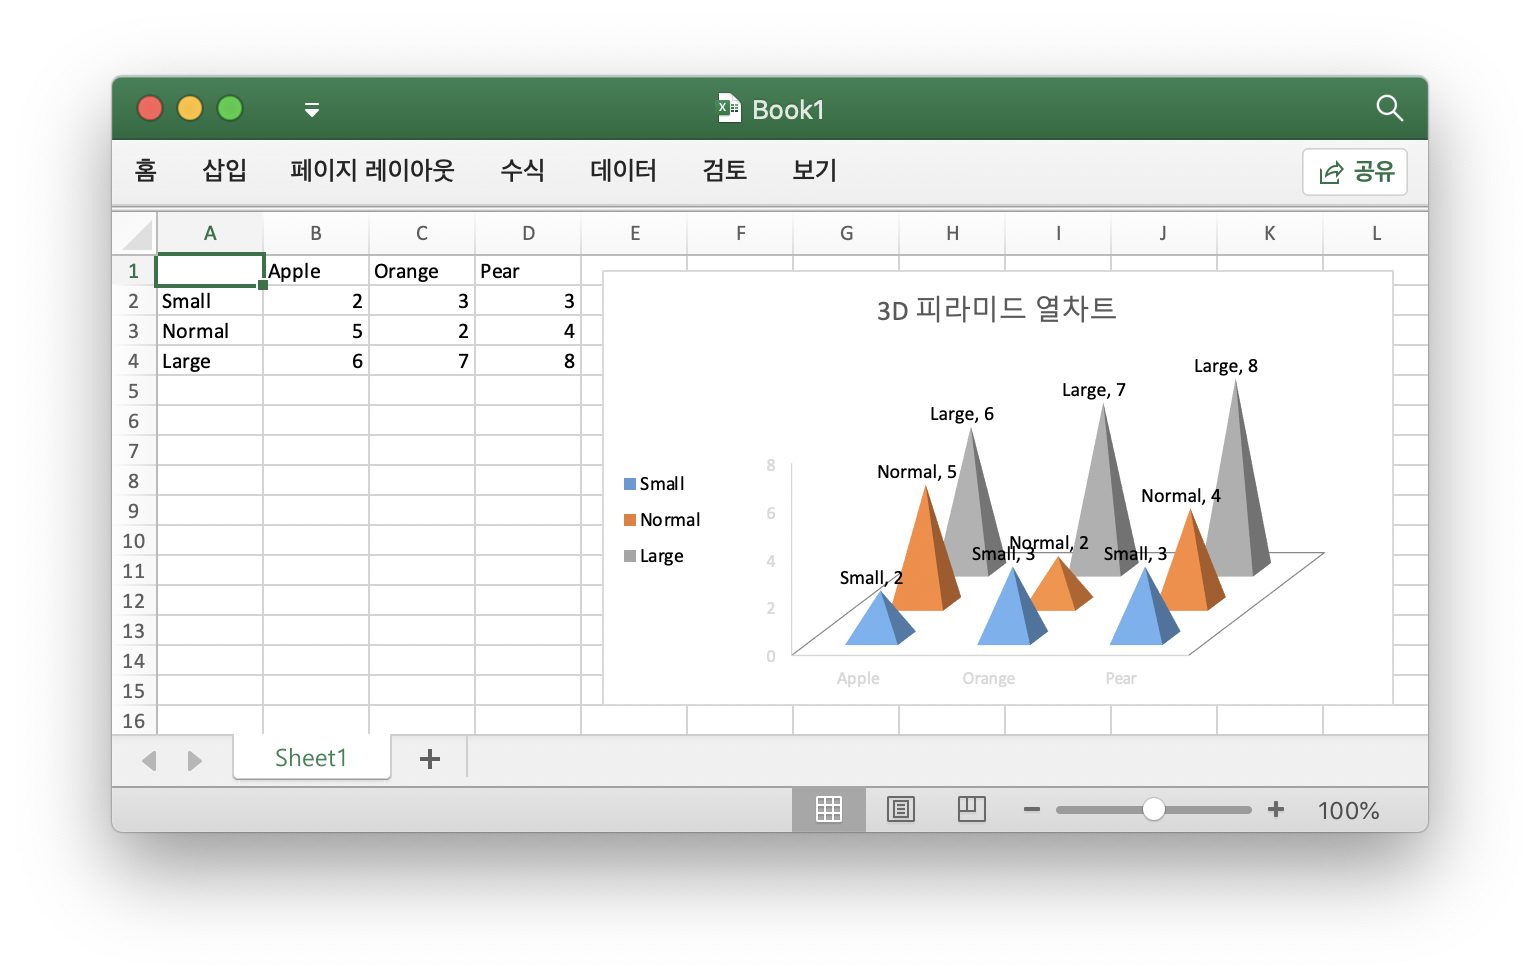 Book1
홈 삽입 페이지 레이아웃 수식 데이터 검토 보기 공유
A B C D E F G H I J K L
1 Apple Orange Pear
2 Small 2 3 3
3 Normal 5 2 4
4 Large 6 7 8
5
6
7
8
9
10
11
12
13
14
15
16
3D 피라미드 열차트
Large, 8
Large, 7
Large, 6
Normal, 5
Normal, 4
Normal, 2
Small, 3
Small, 3
Small, 2
Small
Normal
Large
8
6
4
2
0
Apple Orange Pear
Sheet1
100%